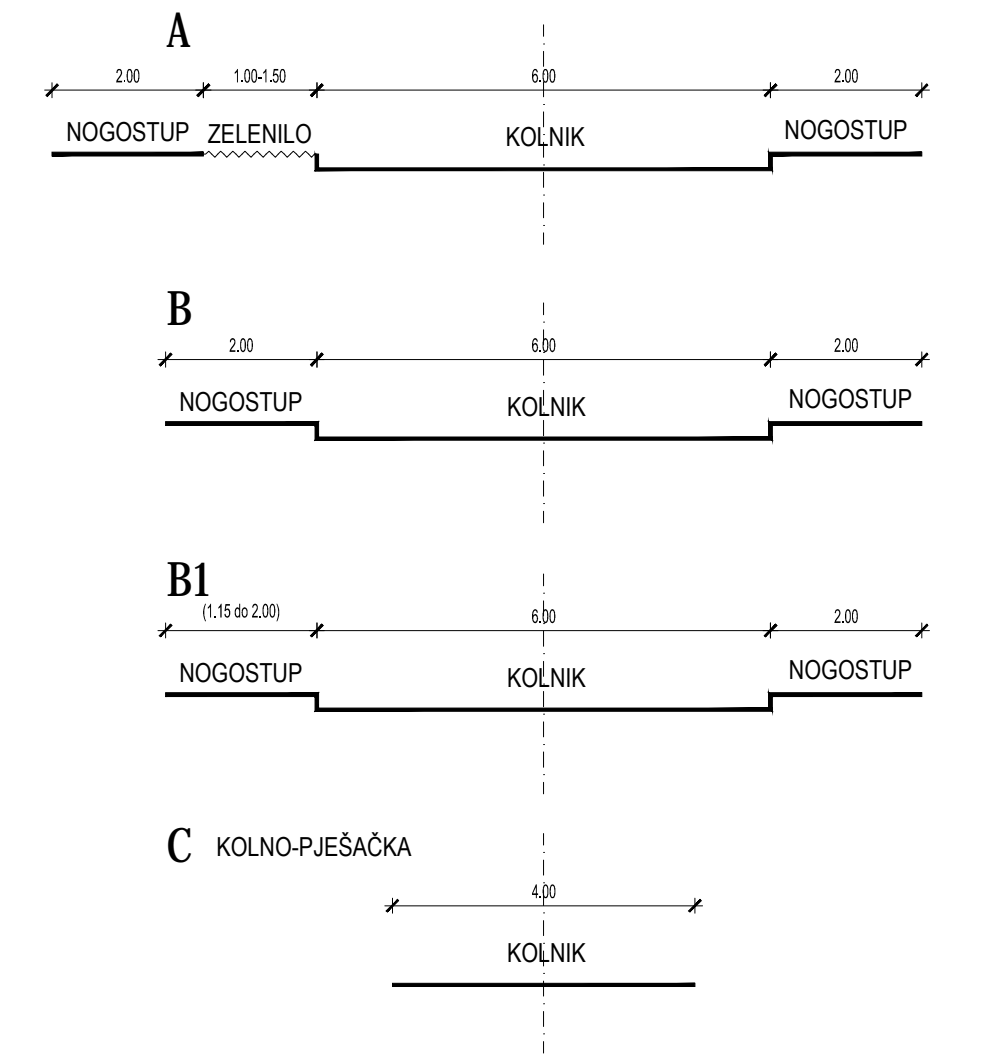 A
2.00 1.00-1.50 6.00 2.00
NOGOSTUP ZELENILO KOLNIK NOGOSTUP
B
2.00 6.00 2.00
NOGOSTUP KOLNIK NOGOSTUP
B1
(1.15 do 2.00) 6.00 2.00
NOGOSTUP KOLNIK NOGOSTUP
C KOLNO-PJEŠAČKA
4.00
KOLNIK